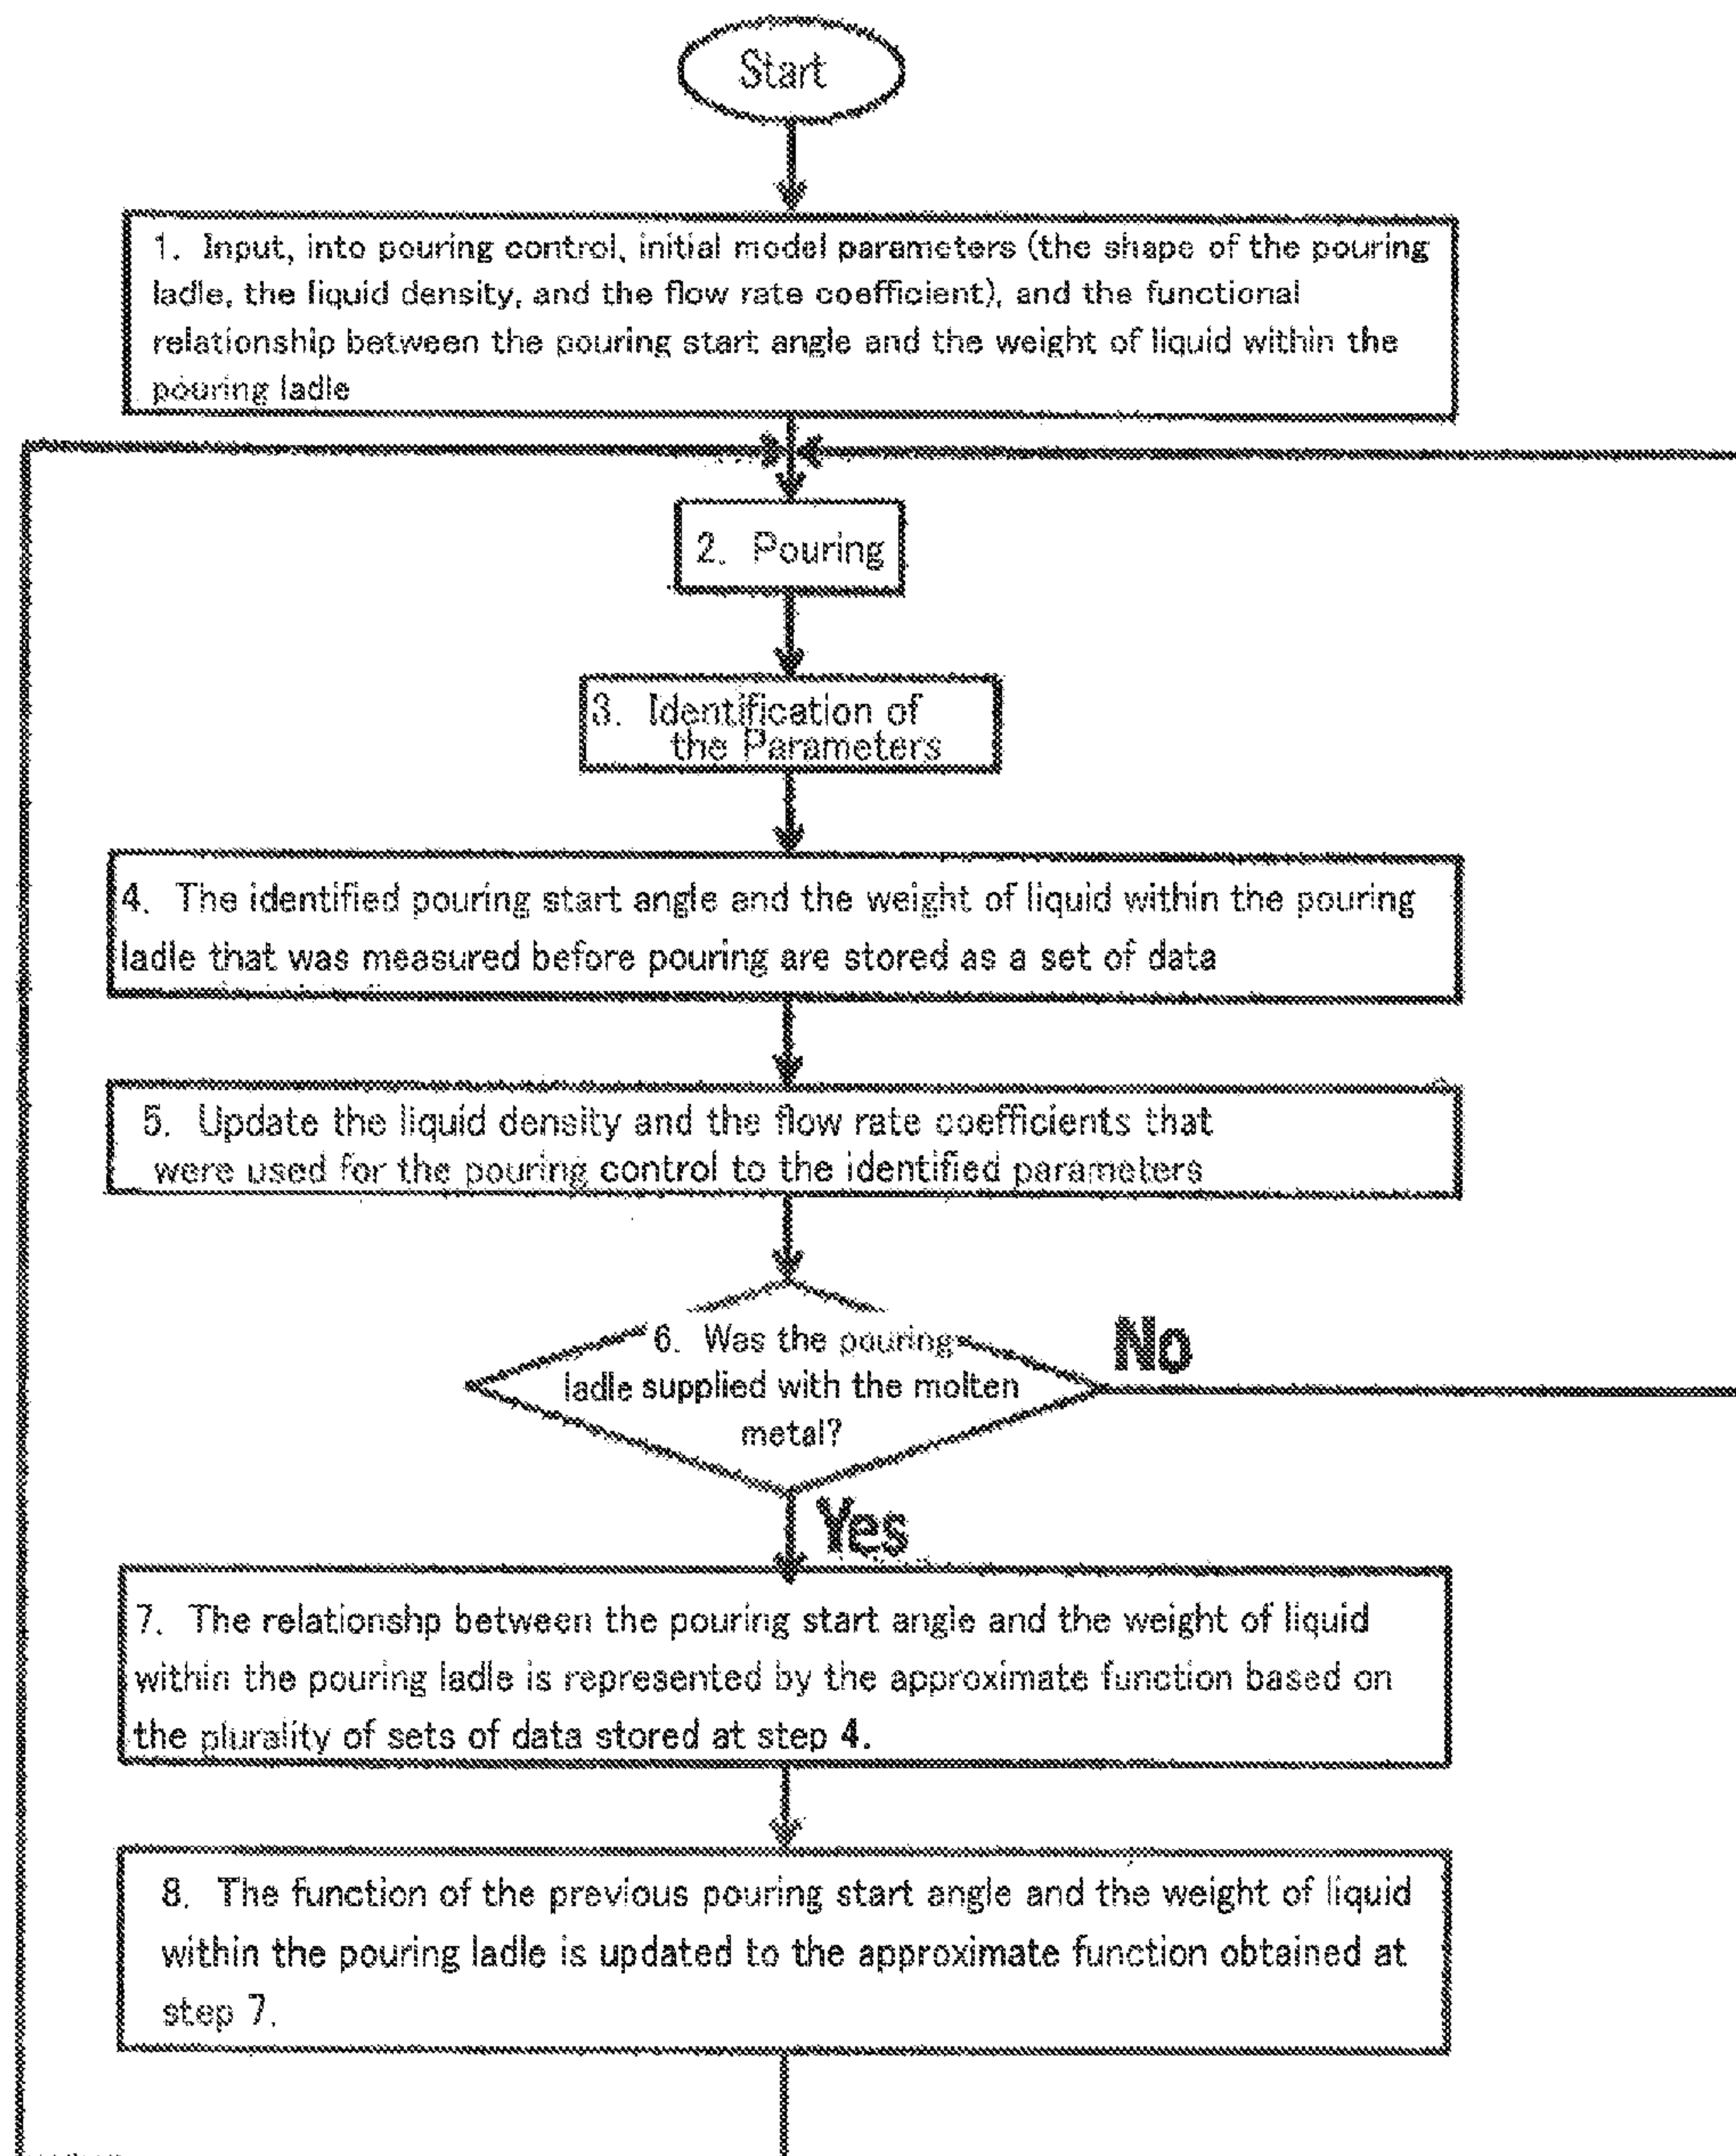 Start
1. Input, into pouring control, initial model parameters (the shape of the pouring
ladle, the liquid density, and the flow rate coefficient), and the functional
relationship between the pouring start angle and the weight of liquid within the
pouring ladle
2. Pouring
3. Identification of
the Parameters
4. The identified pouring start angle and the weight of liquid within the pouring
ladle that was measured before pouring are stored as a set of data
5. Update the liquid density and the flow rate coefficients that
were used for the pouring control to the identified parameters
6. Was the pouring
ladle supplied with the molten
metal?
No
Yes
7. The relationshp between the pouring start angle and the weight of liquid
within the pouring ladle is represented by the approximate function based on
the plurality of sets of data stored at step 4.
8. The function of the previous pouring start angle and the weight of liquid
within the pouring ladle is updated to the approximate function obtained at
step 7.